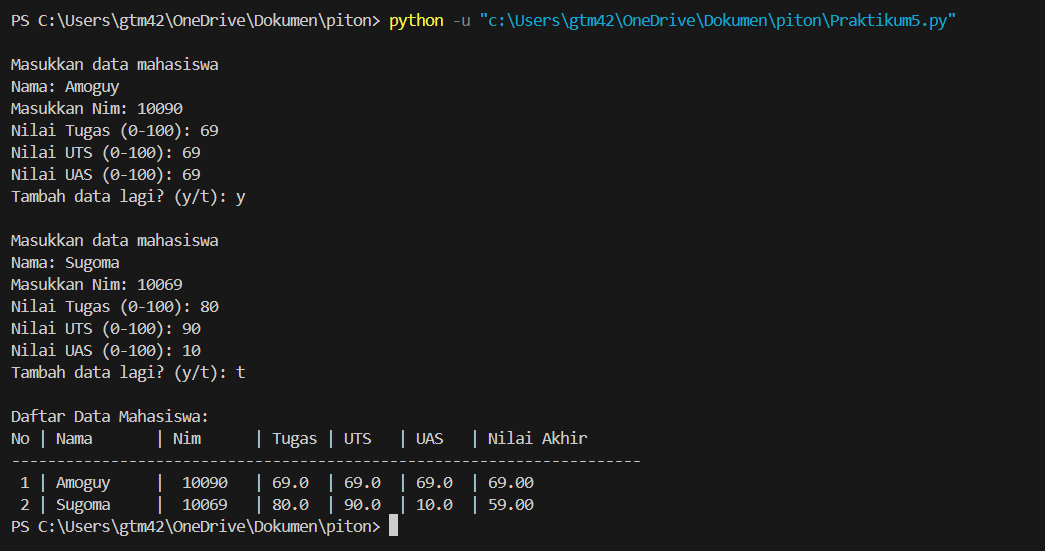 PS C:\Users\gtm42\OneDrive\Dokumen\piton> python -u "c:\Users\gtm42\OneDrive\Dokumen\piton\Praktikum5.py"
Masukkan data mahasiswa
Nama: Amoguy
Masukkan Nim: 10090
Nilai Tugas (0-100): 69
Nilai UTS (0-100): 69
Nilai UAS (0-100): 69
Tambah data lagi? (y/t): y
Masukkan data mahasiswa
Nama: Sugoma
Masukkan Nim: 10069
Nilai Tugas (0-100): 80
Nilai UTS (0-100): 90
Nilai UAS (0-100): 10
Tambah data lagi? (y/t): t
Daftar Data Mahasiswa:
No | Nama       | Nim      | Tugas | UTS   | UAS   | Nilai Akhir
----------------------------------------------------------------------
 1 | Amoguy     |  10090   | 69.0  | 69.0  | 69.0  | 69.00
 2 | Sugoma     |  10069   | 80.0  | 90.0  | 10.0  | 59.00
PS C:\Users\gtm42\OneDrive\Dokumen\piton>